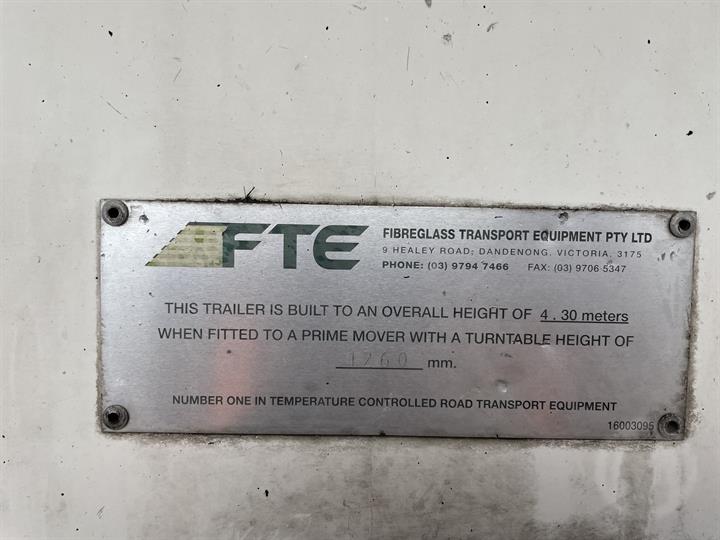 FTE
FIBREGLASS TRANSPORT EQUIPMENT PTY LTD
9 HEALEY ROAD, DANDENONG, VICTORIA, 3175
PHONE: (03) 9794 7466 FAX: (03) 9706 5347
THIS TRAILER IS BUILT TO AN OVERALL HEIGHT OF 4.30 meters
WHEN FITTED TO A PRIME MOVER WITH A TURNTABLE HEIGHT OF
1260 mm.
NUMBER ONE IN TEMPERATURE CONTROLLED ROAD TRANSPORT EQUIPMENT
16003095